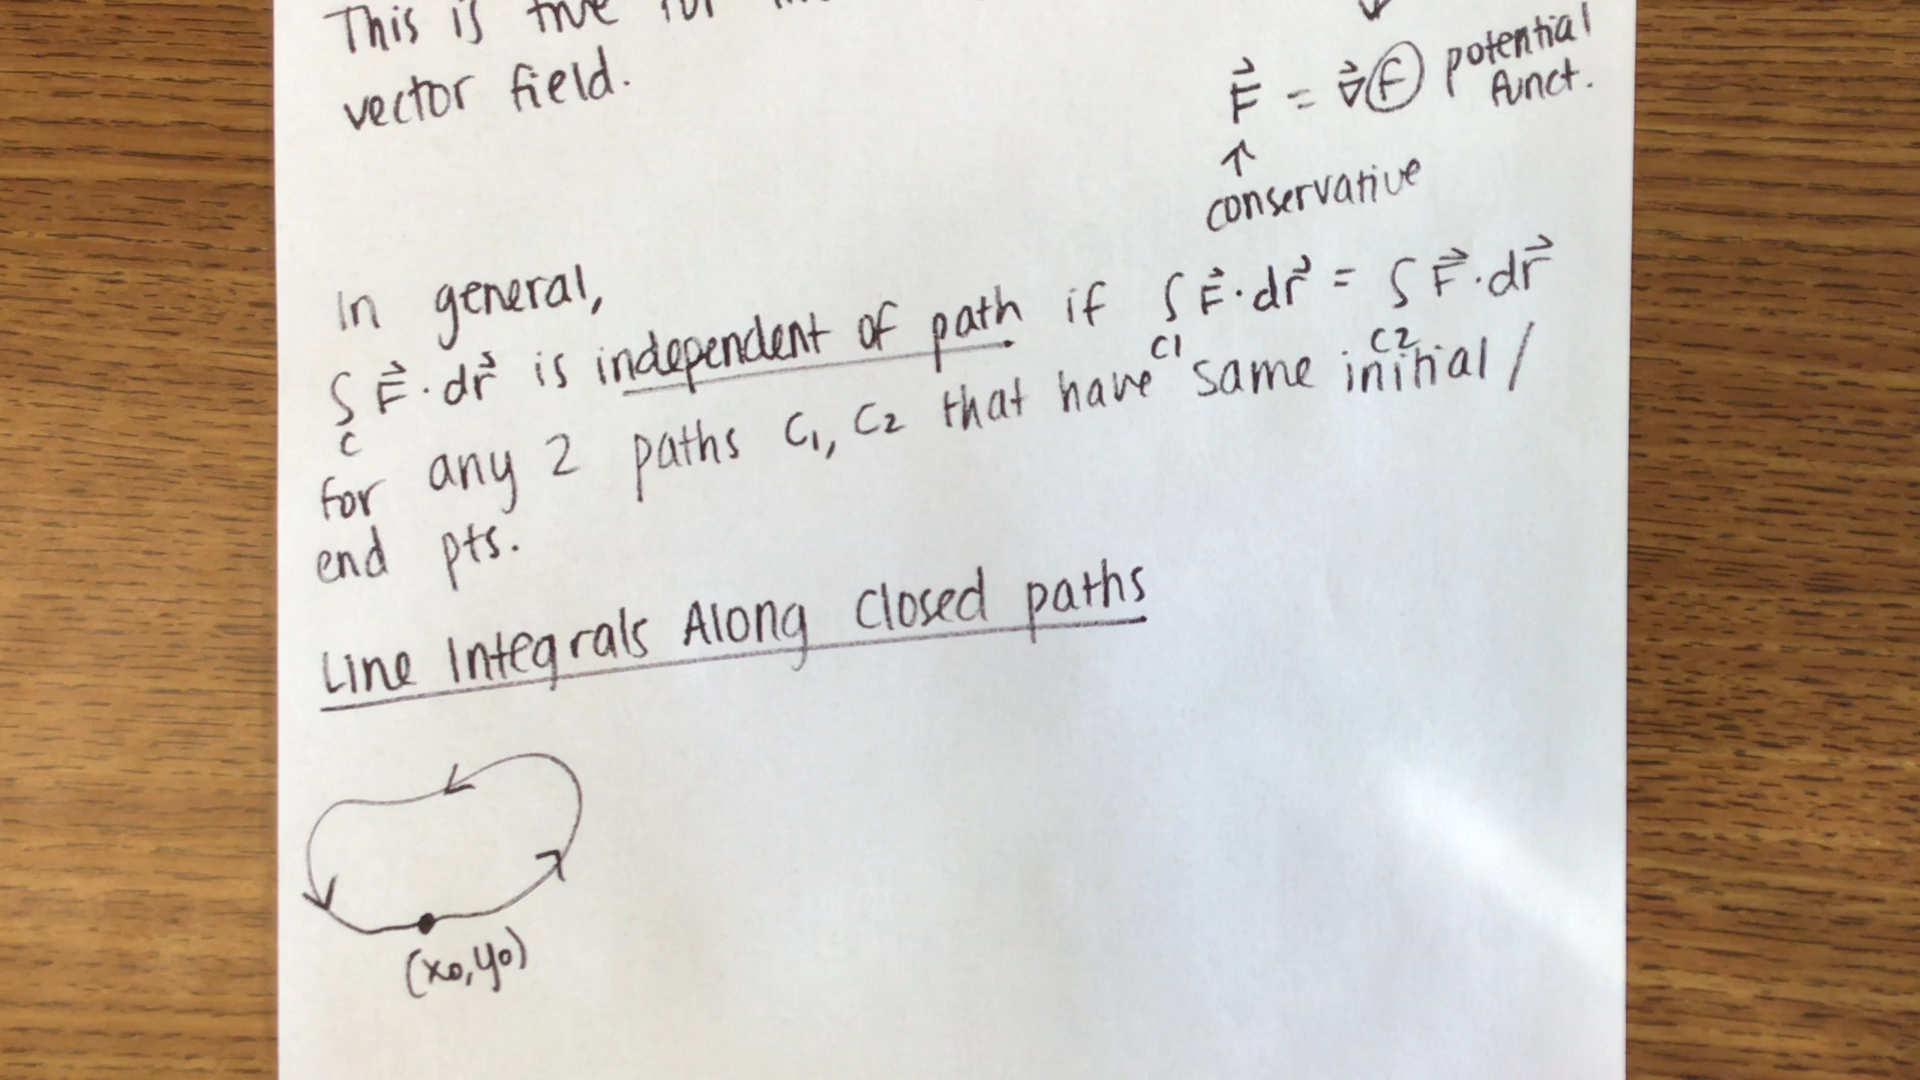 This is true for
vector field.
F⃗ = ∇⃗f potential
funct.
↑
conservative
In general,
∫ F⃗ · dr⃗ is independent of path if ∫ F⃗ · dr⃗ = ∫ F⃗ · dr⃗
C C1 C2
for any 2 paths C₁, C₂ that have same initial /
end pts.
Line Integrals Along Closed paths
(x₀, y₀)